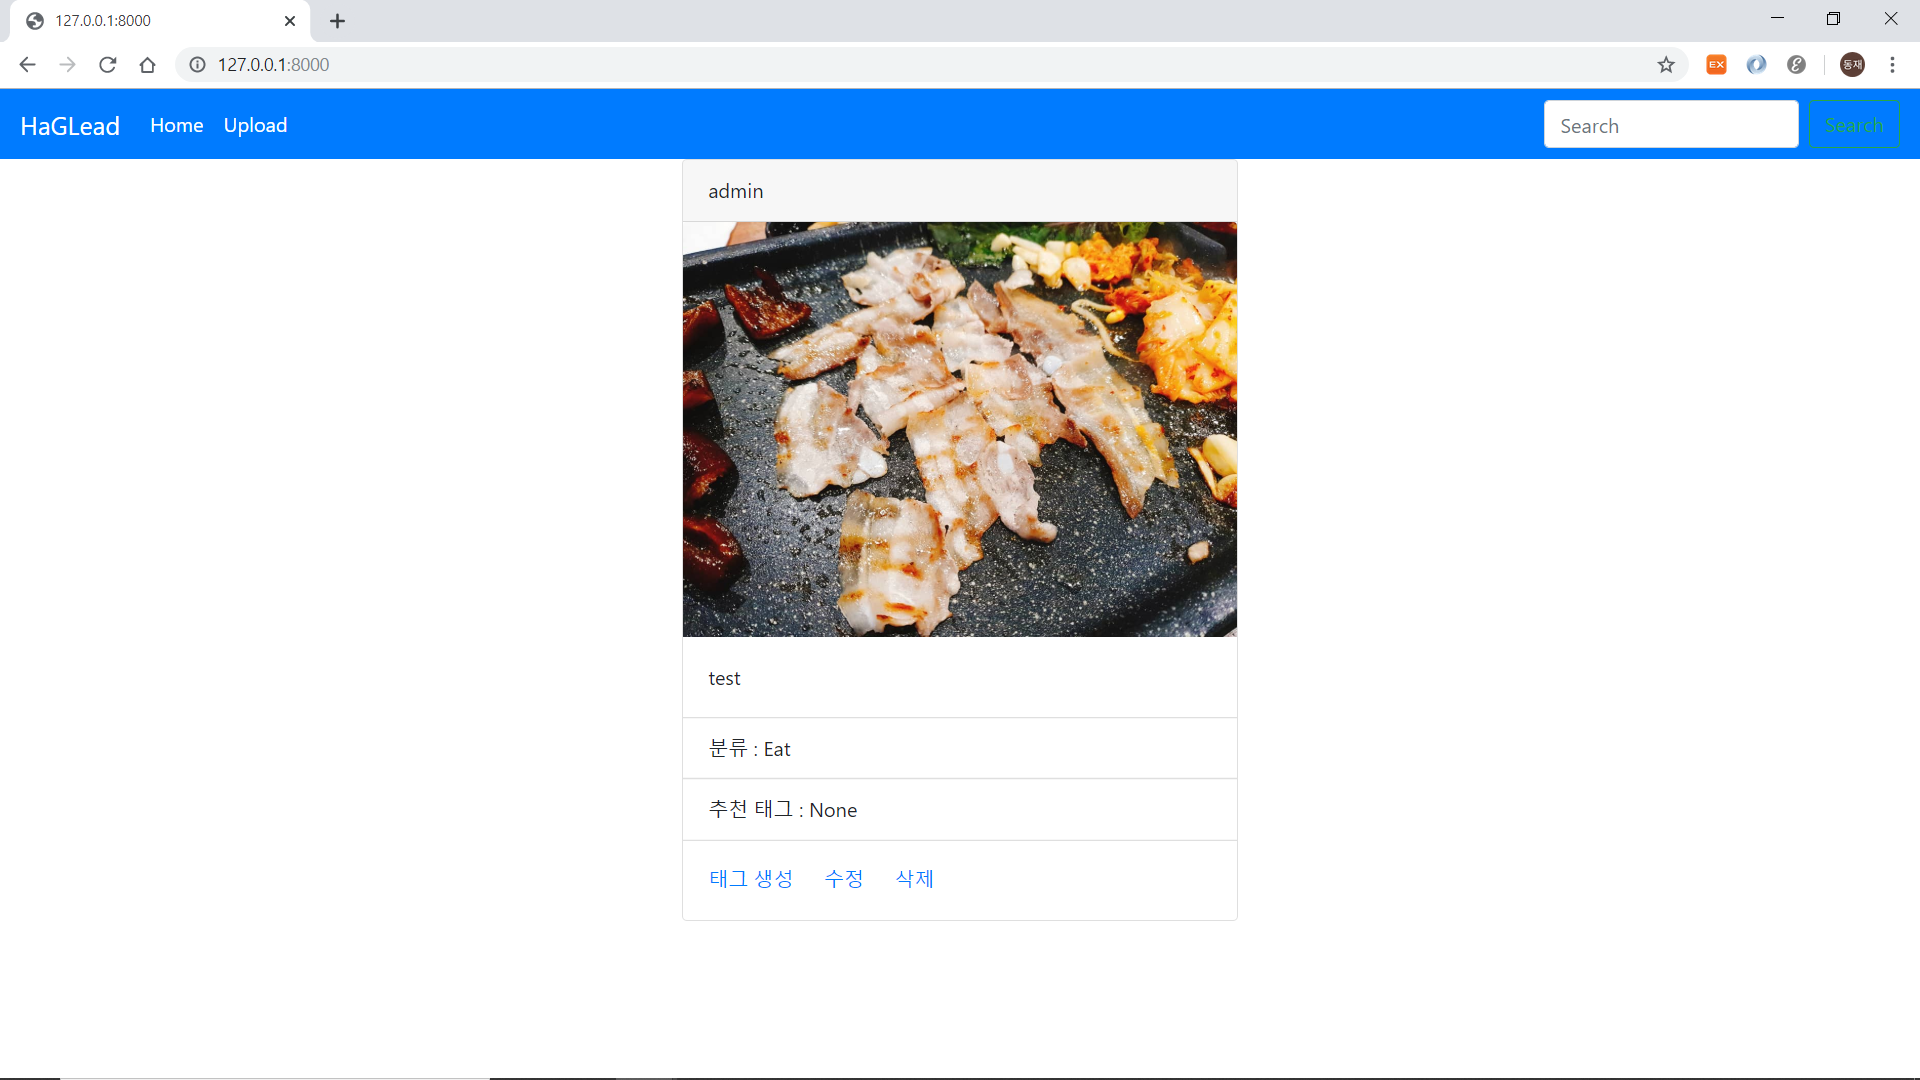 127.0.0.1:8000
127.0.0.1:8000
EX
동재
HaGLead Home Upload Search Search
admin
test
분류 : Eat
추천 태그 : None
태그 생성 수정 삭제